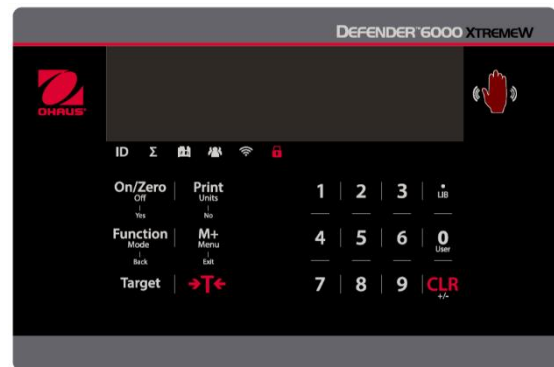 DEFENDER™6000 XTREMEW
OHAUS®
ID Σ
On/Zero Print 1 2 3 .
Off Units LIB
Yes No
Function M+ 4 5 6 0
Mode Menu User
Back Exit
Target →T← 7 8 9 CLR
+/-